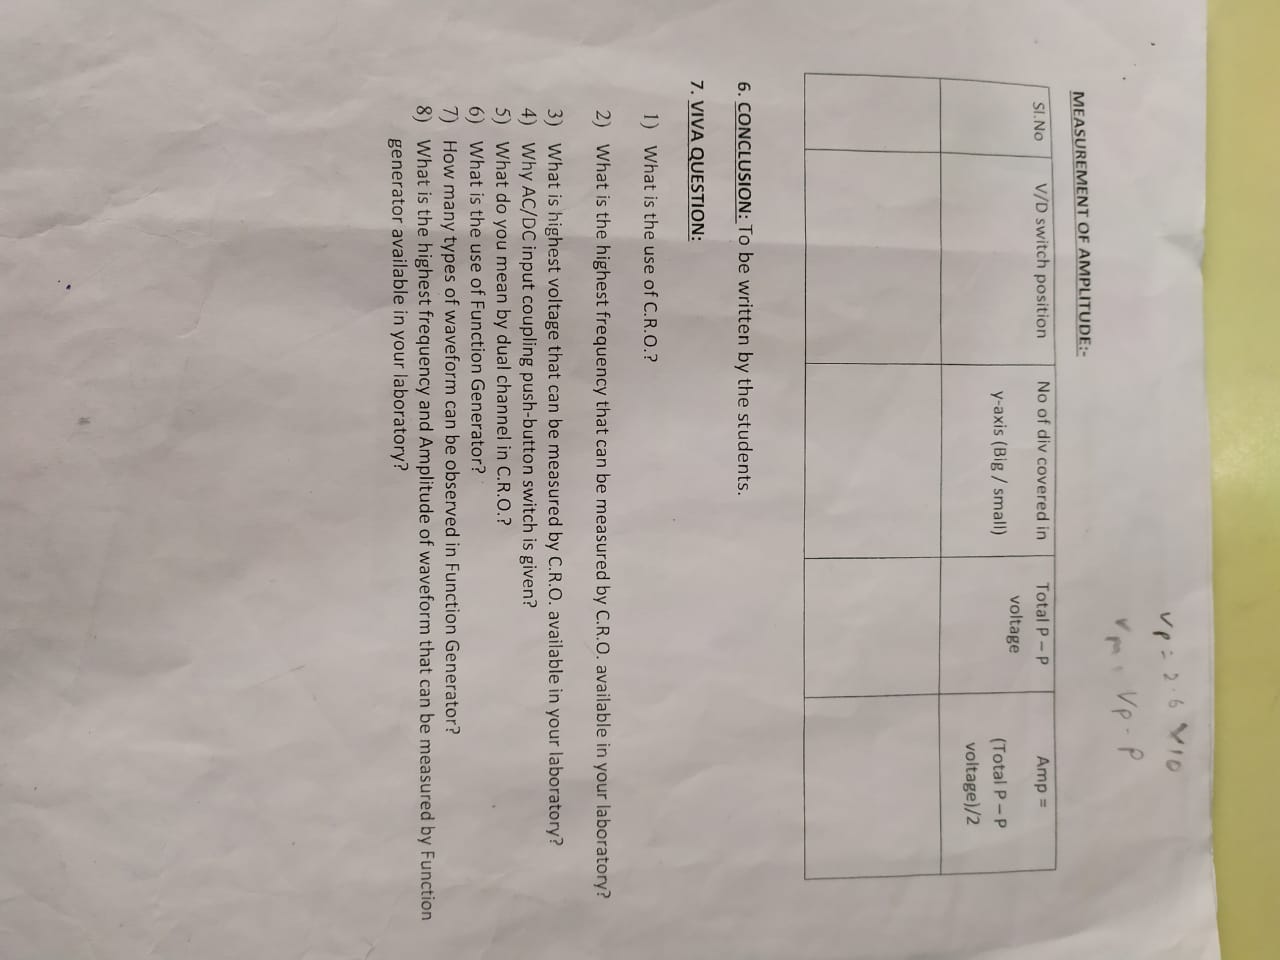 Vp = 2.6 × 10
Vm = Vp - P
MEASUREMENT OF AMPLITUDE:-
Sl.No V/D switch position No of div covered in y-axis (Big / small) Total P – P voltage Amp = (Total P – P voltage)/2
6. CONCLUSION: To be written by the students.
7. VIVA QUESTION:
1) What is the use of C.R.O.?
2) What is the highest frequency that can be measured by C.R.O. available in your laboratory?
3) What is highest voltage that can be measured by C.R.O. available in your laboratory?
4) Why AC/DC input coupling push-button switch is given?
5) What do you mean by dual channel in C.R.O.?
6) What is the use of Function Generator?
7) How many types of waveform can be observed in Function Generator?
8) What is the highest frequency and Amplitude of waveform that can be measured by Function
generator available in your laboratory?